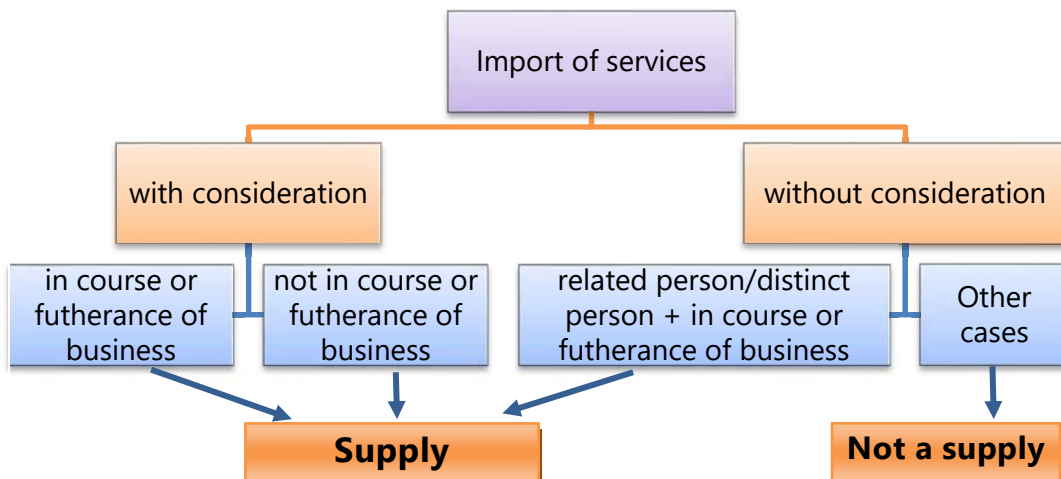 Import of services
with consideration
without consideration
in course or
futherance of
business
not in course or
futherance of
business
related person/distinct
person + in course or
futherance of business
Other
cases
Supply
Not a supply